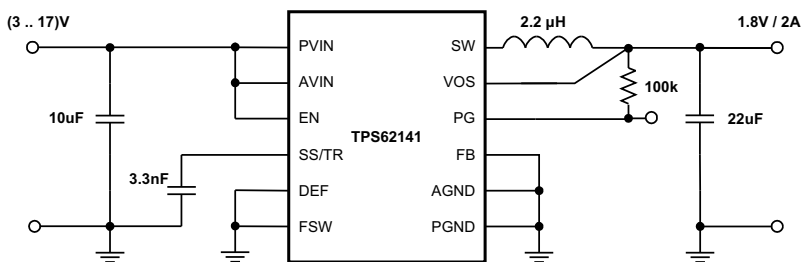 (3 .. 17)V
2.2 µH
1.8V / 2A
PVIN
SW
AVIN
VOS
100k
10uF
EN
PG
22uF
TPS62141
SS/TR
FB
3.3nF
DEF
AGND
FSW
PGND